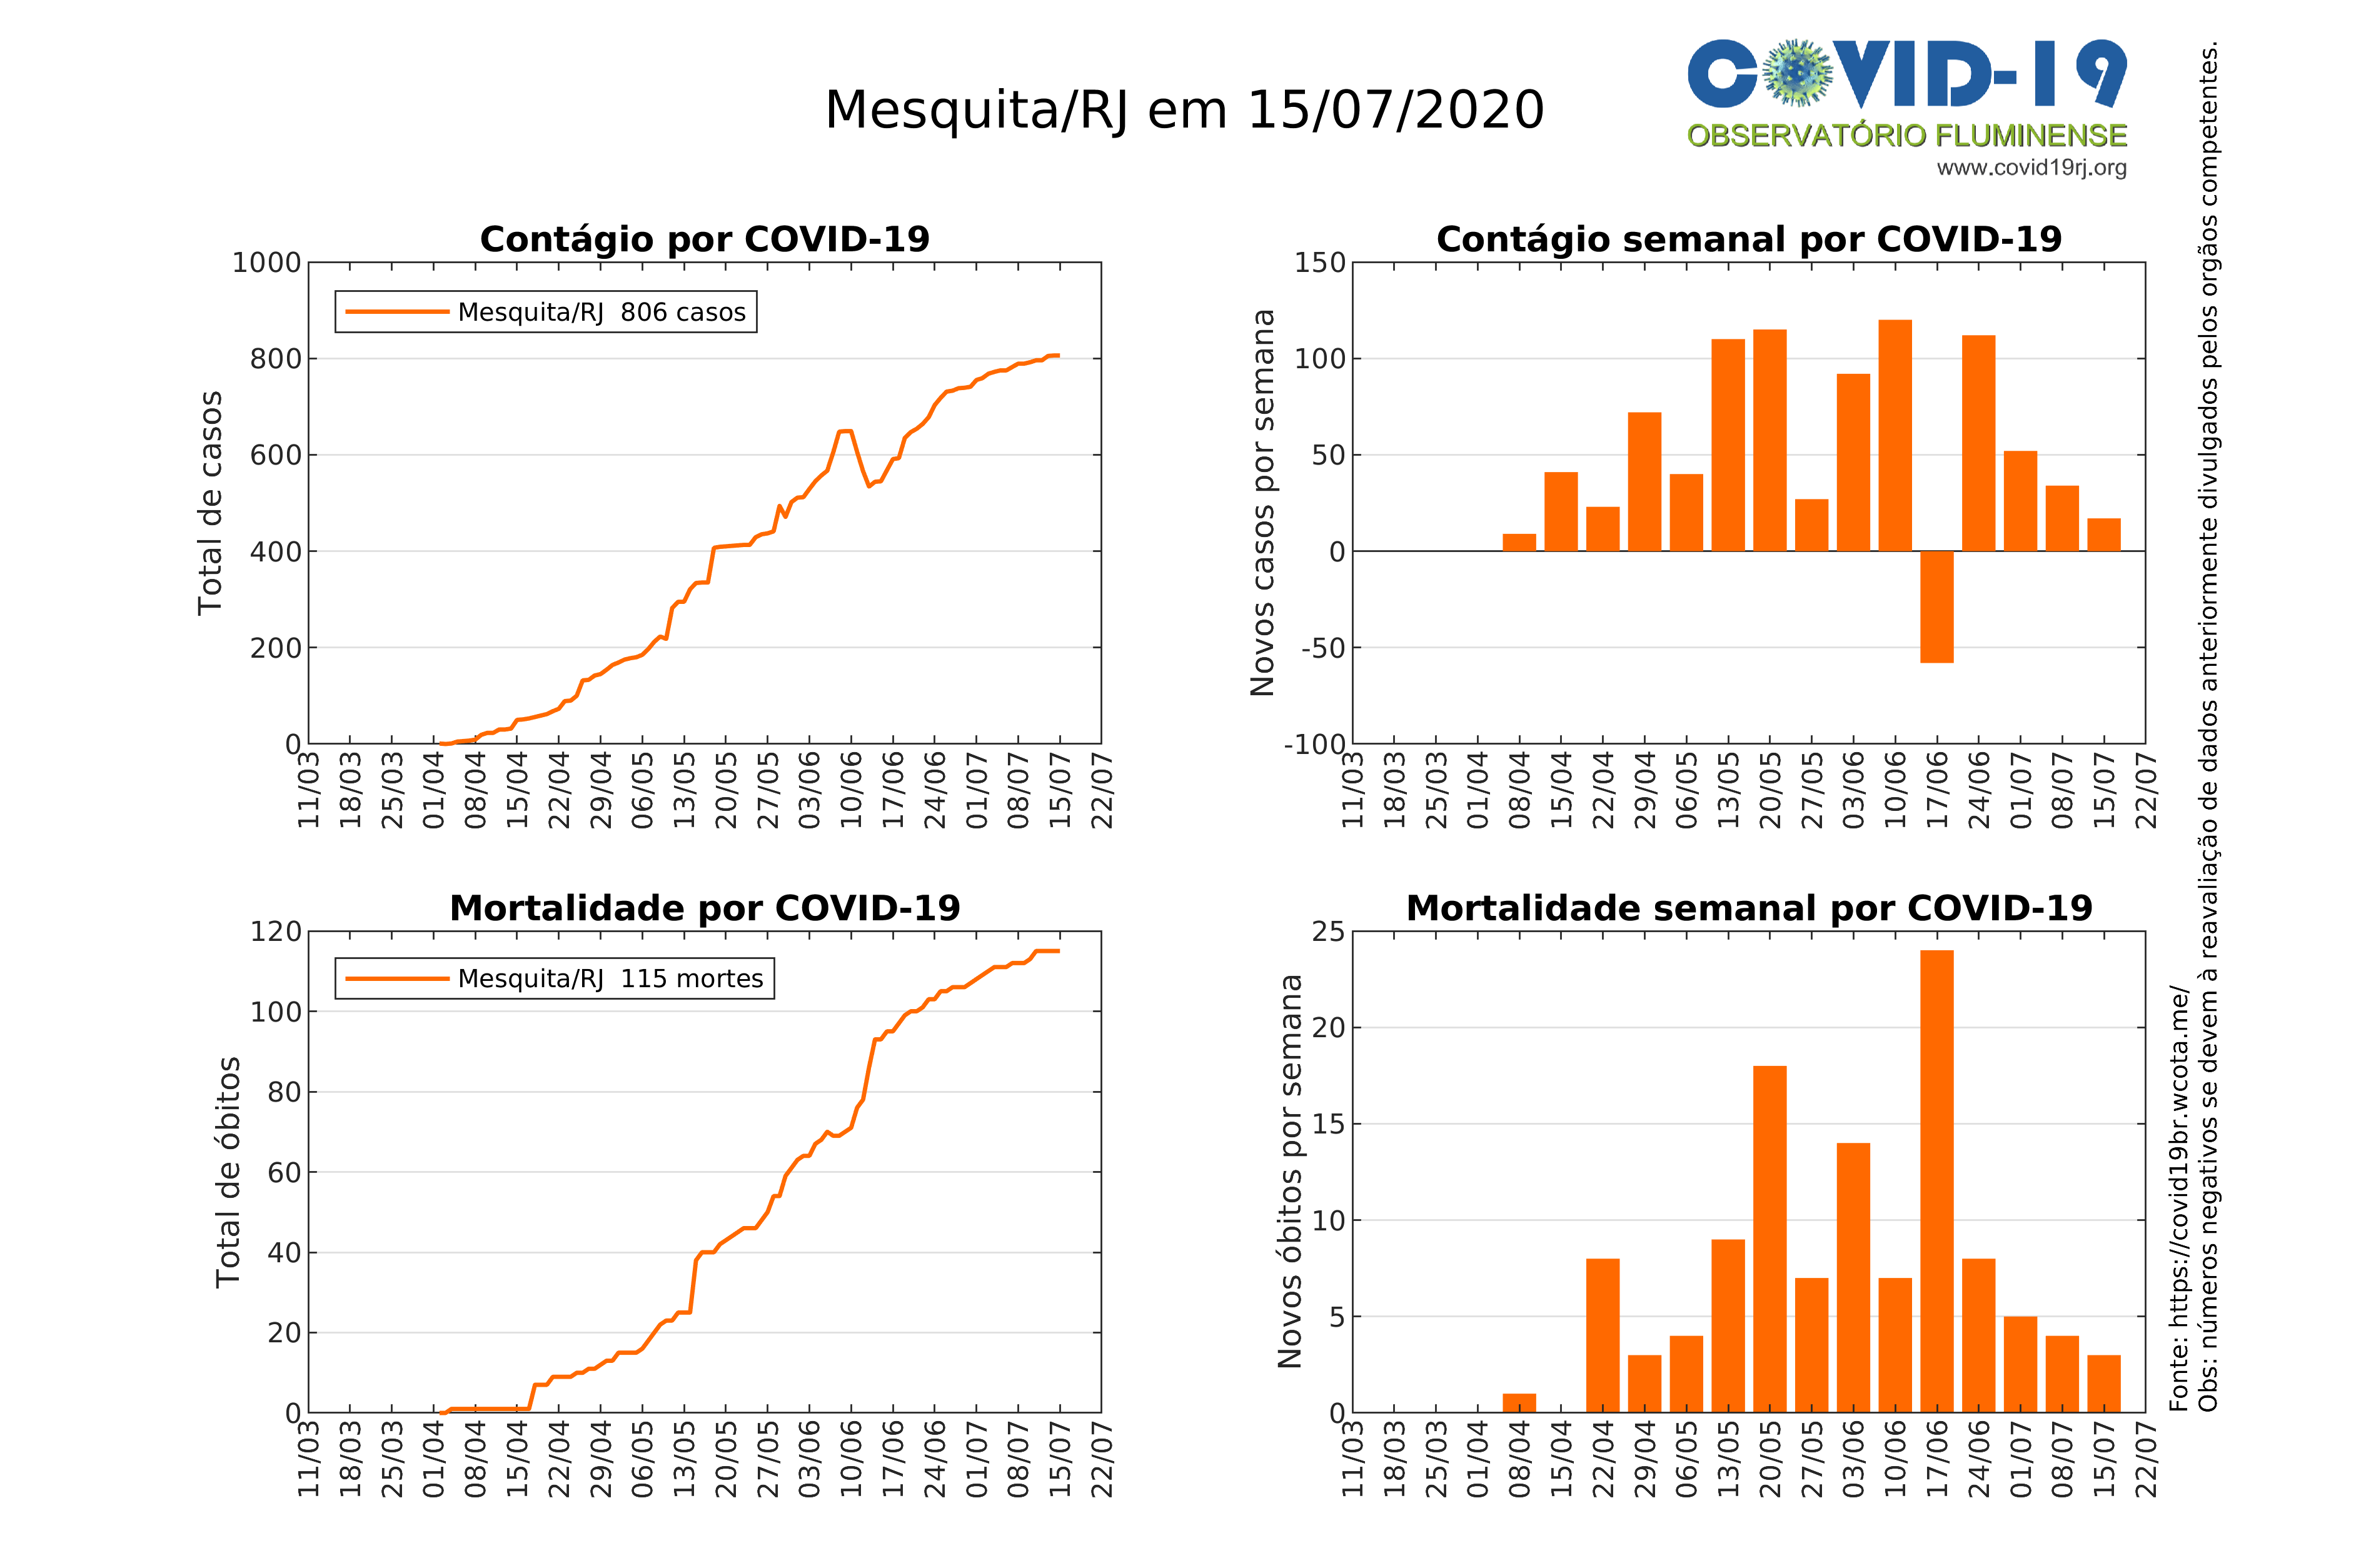 Mesquita/RJ em 15/07/2020
COVID-19
OBSERVATÓRIO FLUMINENSE
www.covid19rj.org
Contágio por COVID-19
Total de casos
1000
800
600
400
200
0
Mesquita/RJ 806 casos
11/03 18/03 25/03 01/04 08/04 15/04 22/04 29/04 06/05 13/05 20/05 27/05 03/06 10/06 17/06 24/06 01/07 08/07 15/07 22/07
Contágio semanal por COVID-19
Novos casos por semana
150
100
50
0
-50
-100
11/03 18/03 25/03 01/04 08/04 15/04 22/04 29/04 06/05 13/05 20/05 27/05 03/06 10/06 17/06 24/06 01/07 08/07 15/07 22/07
Mortalidade por COVID-19
Total de óbitos
120
100
80
60
40
20
0
Mesquita/RJ 115 mortes
11/03 18/03 25/03 01/04 08/04 15/04 22/04 29/04 06/05 13/05 20/05 27/05 03/06 10/06 17/06 24/06 01/07 08/07 15/07 22/07
Mortalidade semanal por COVID-19
Novos óbitos por semana
25
20
15
10
5
0
11/03 18/03 25/03 01/04 08/04 15/04 22/04 29/04 06/05 13/05 20/05 27/05 03/06 10/06 17/06 24/06 01/07 08/07 15/07 22/07
Fonte: https://covid19br.wcota.me/
Obs: números negativos se devem à reavaliação de dados anteriormente divulgados pelos orgãos competentes.